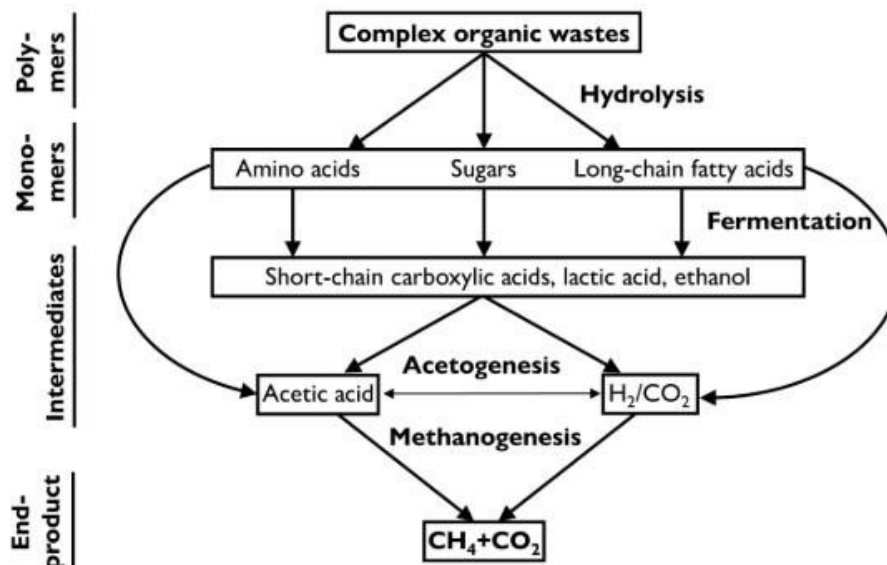 Poly-
mers
Complex organic wastes
Hydrolysis
Mono-
mers
Amino acids Sugars Long-chain fatty acids
Fermentation
Intermediates
Short-chain carboxylic acids, lactic acid, ethanol
Acetogenesis
Acetic acid H₂/CO₂
Methanogenesis
End-
product
CH₄+CO₂